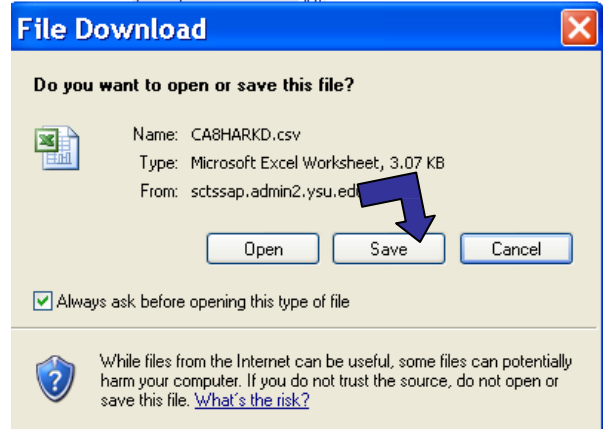 File Download
Do you want to open or save this file?
Name: CA8HARKD.csv
Type: Microsoft Excel Worksheet, 3.07 KB
From: sctssap.admin2.ysu.edu
Open Save Cancel
Always ask before opening this type of file
While files from the Internet can be useful, some files can potentially
harm your computer. If you do not trust the source, do not open or
save this file. What's the risk?